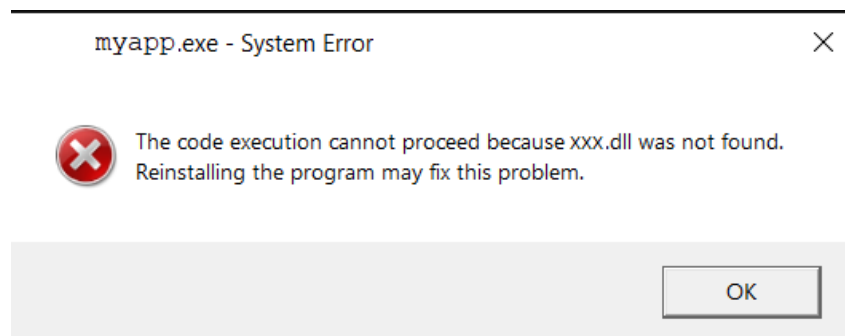 myapp.exe - System Error
The code execution cannot proceed because xxx.dll was not found.
Reinstalling the program may fix this problem.
OK